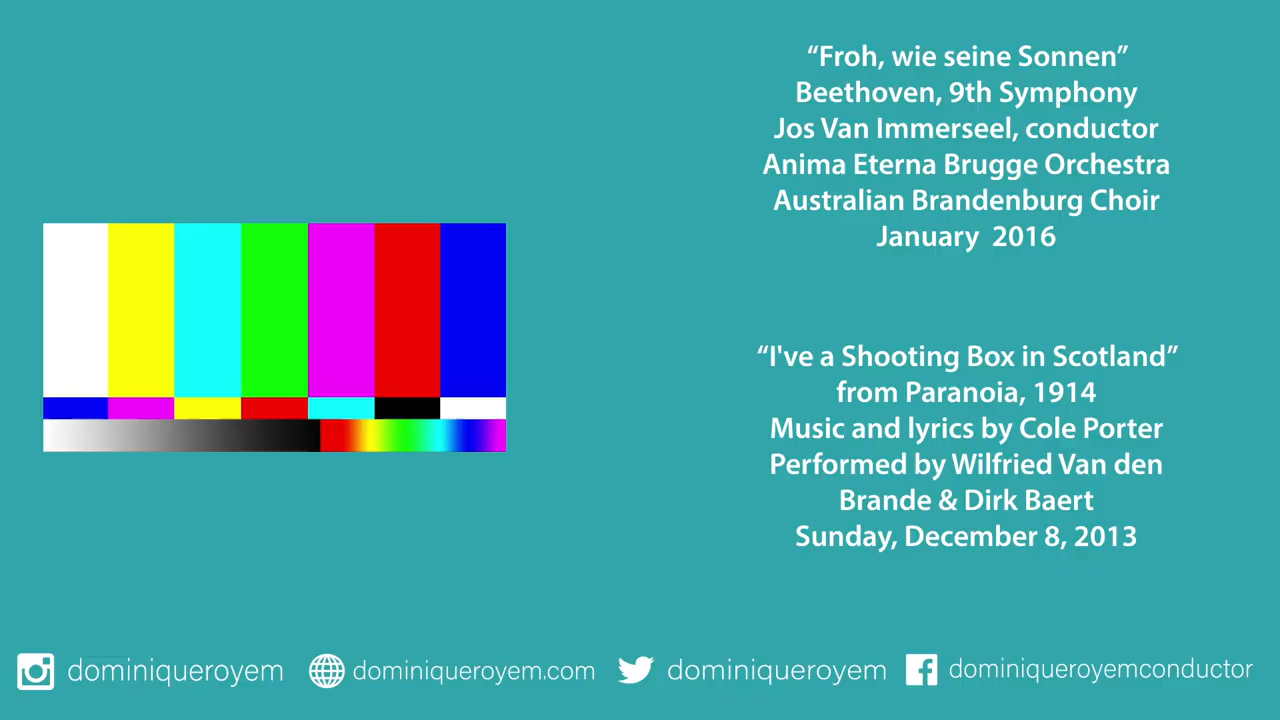 “Froh, wie seine Sonnen”
Beethoven, 9th Symphony
Jos Van Immerseel, conductor
Anima Eterna Brugge Orchestra
Australian Brandenburg Choir
January  2016
“I've a Shooting Box in Scotland”
from Paranoia, 1914
Music and lyrics by Cole Porter
Performed by Wilfried Van den
Brande & Dirk Baert
Sunday, December 8, 2013
dominiqueroyem dominiqueroyem.com dominiqueroyem dominiqueroyemconductor